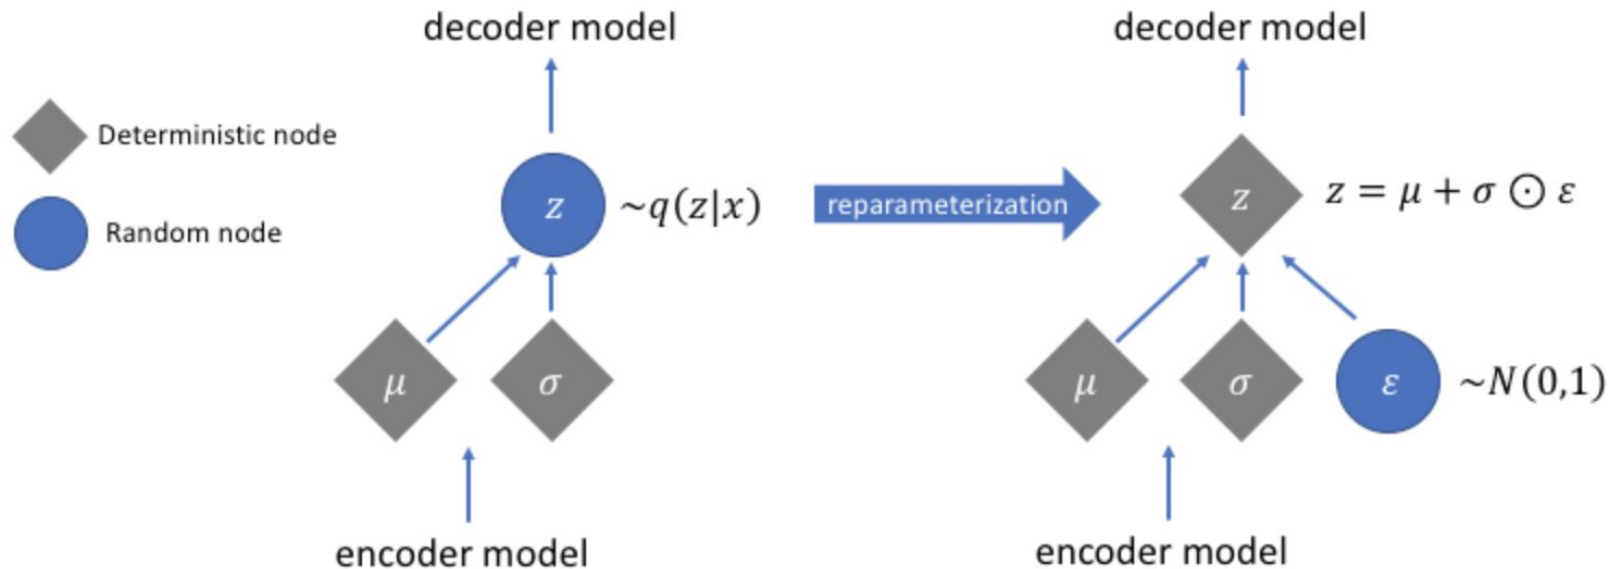 decoder model
decoder model
Deterministic node
z ~q(z|x)
reparameterization
z z = μ + σ ⊙ ε
Random node
μ σ
μ σ ε ~N(0,1)
encoder model
encoder model